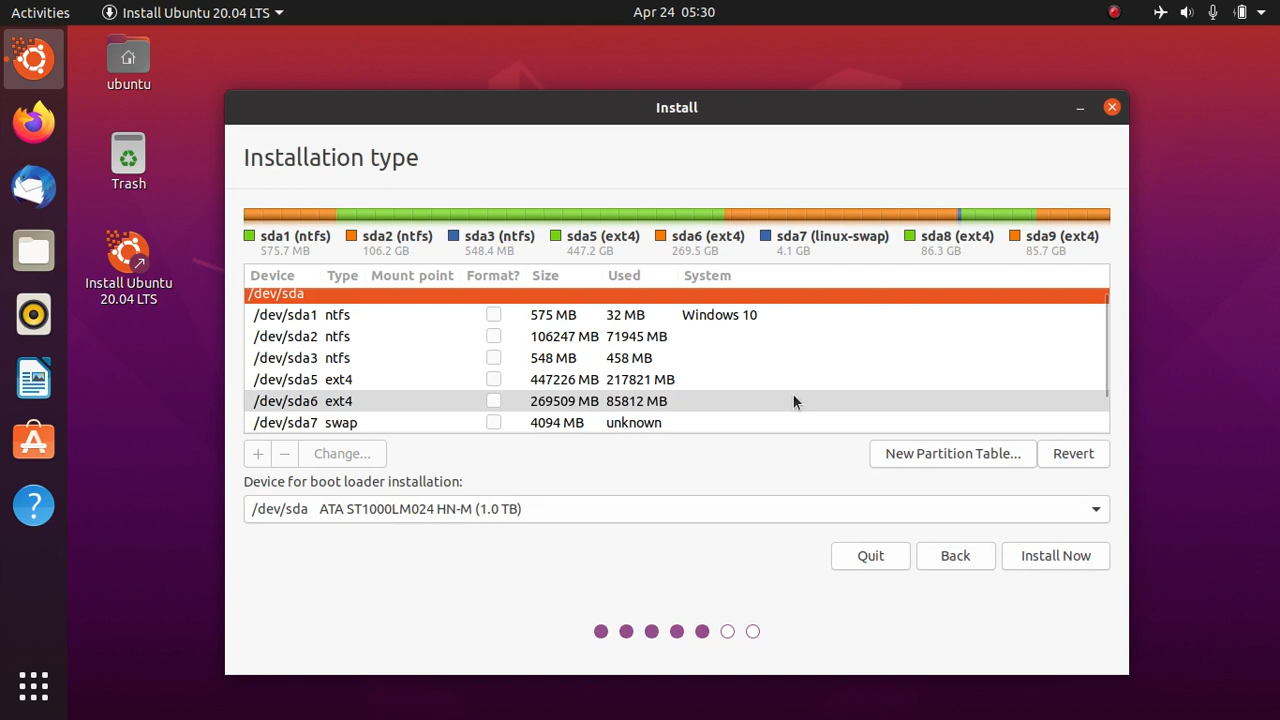 Activities Install Ubuntu 20.04 LTS Apr 24 05:30
ubuntu
Trash
Install Ubuntu
20.04 LTS
Install
Installation type
sda1 (ntfs) sda2 (ntfs) sda3 (ntfs) sda5 (ext4) sda6 (ext4) sda7 (linux-swap) sda8 (ext4) sda9 (ext4)
575.7 MB 106.2 GB 548.4 MB 447.2 GB 269.5 GB 4.1 GB 86.3 GB 85.7 GB
Device Type Mount point Format? Size Used System
/dev/sda
/dev/sda1 ntfs 575 MB 32 MB Windows 10
/dev/sda2 ntfs 106247 MB 71945 MB
/dev/sda3 ntfs 548 MB 458 MB
/dev/sda5 ext4 447226 MB 217821 MB
/dev/sda6 ext4 269509 MB 85812 MB
/dev/sda7 swap 4094 MB unknown
+ − Change... New Partition Table... Revert
Device for boot loader installation:
/dev/sda ATA ST1000LM024 HN-M (1.0 TB)
Quit Back Install Now